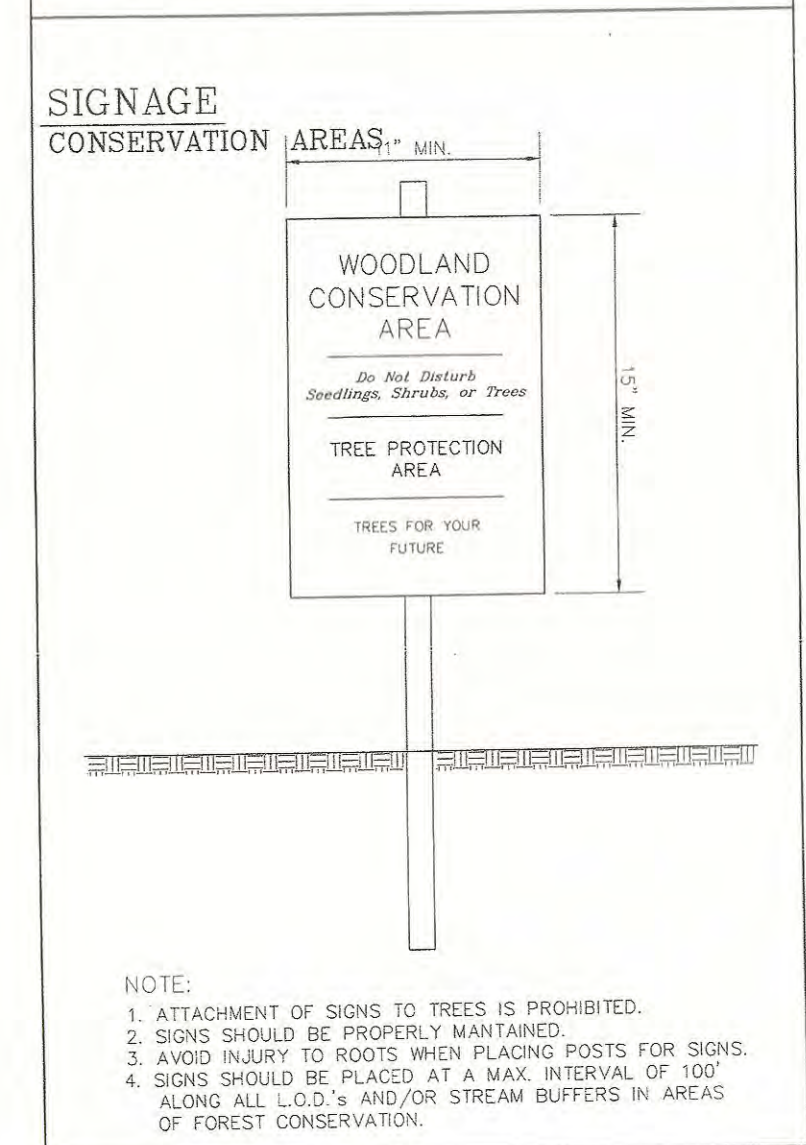 SIGNAGE
CONSERVATION AREAS
1" MIN.
WOODLAND
CONSERVATION
AREA
Do Not Disturb
Seedlings, Shrubs, or Trees
TREE PROTECTION
AREA
TREES FOR YOUR
FUTURE
15" MIN.
NOTE:
1. ATTACHMENT OF SIGNS TO TREES IS PROHIBITED.
2. SIGNS SHOULD BE PROPERLY MANTAINED.
3. AVOID INJURY TO ROOTS WHEN PLACING POSTS FOR SIGNS.
4. SIGNS SHOULD BE PLACED AT A MAX. INTERVAL OF 100'
ALONG ALL L.O.D.'s AND/OR STREAM BUFFERS IN AREAS
OF FOREST CONSERVATION.